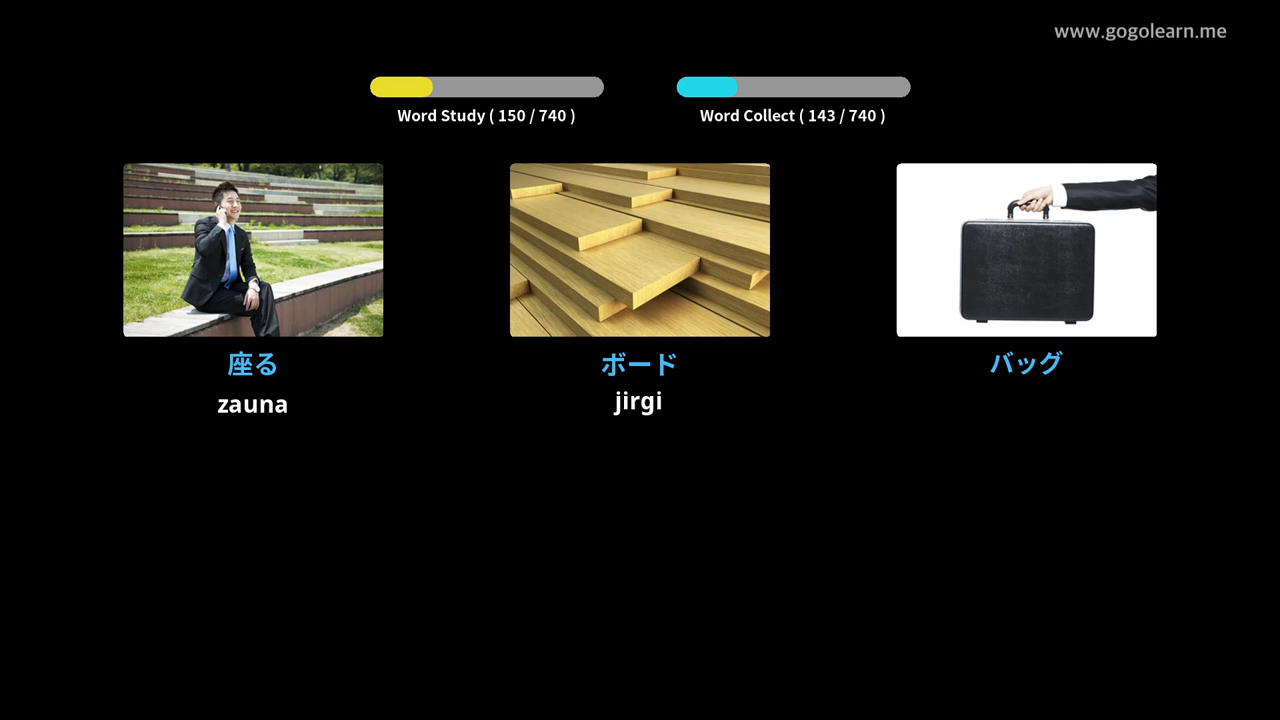 www.gogolearn.me
Word Study ( 150 / 740 )
Word Collect ( 143 / 740 )
座る
ボード
バッグ
zauna
jirgi